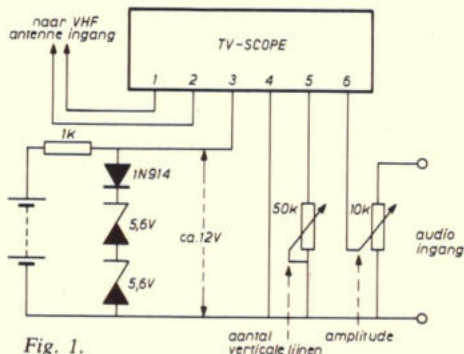 naar VHF
antenne ingang
TV-SCOPE
1 2 3 4 5 6
1k
1N914
5,6V
5,6V
ca. 12V
50k
10k
audio
ingang
aantal
verticale lijnen
amplitude
Fig. 1.